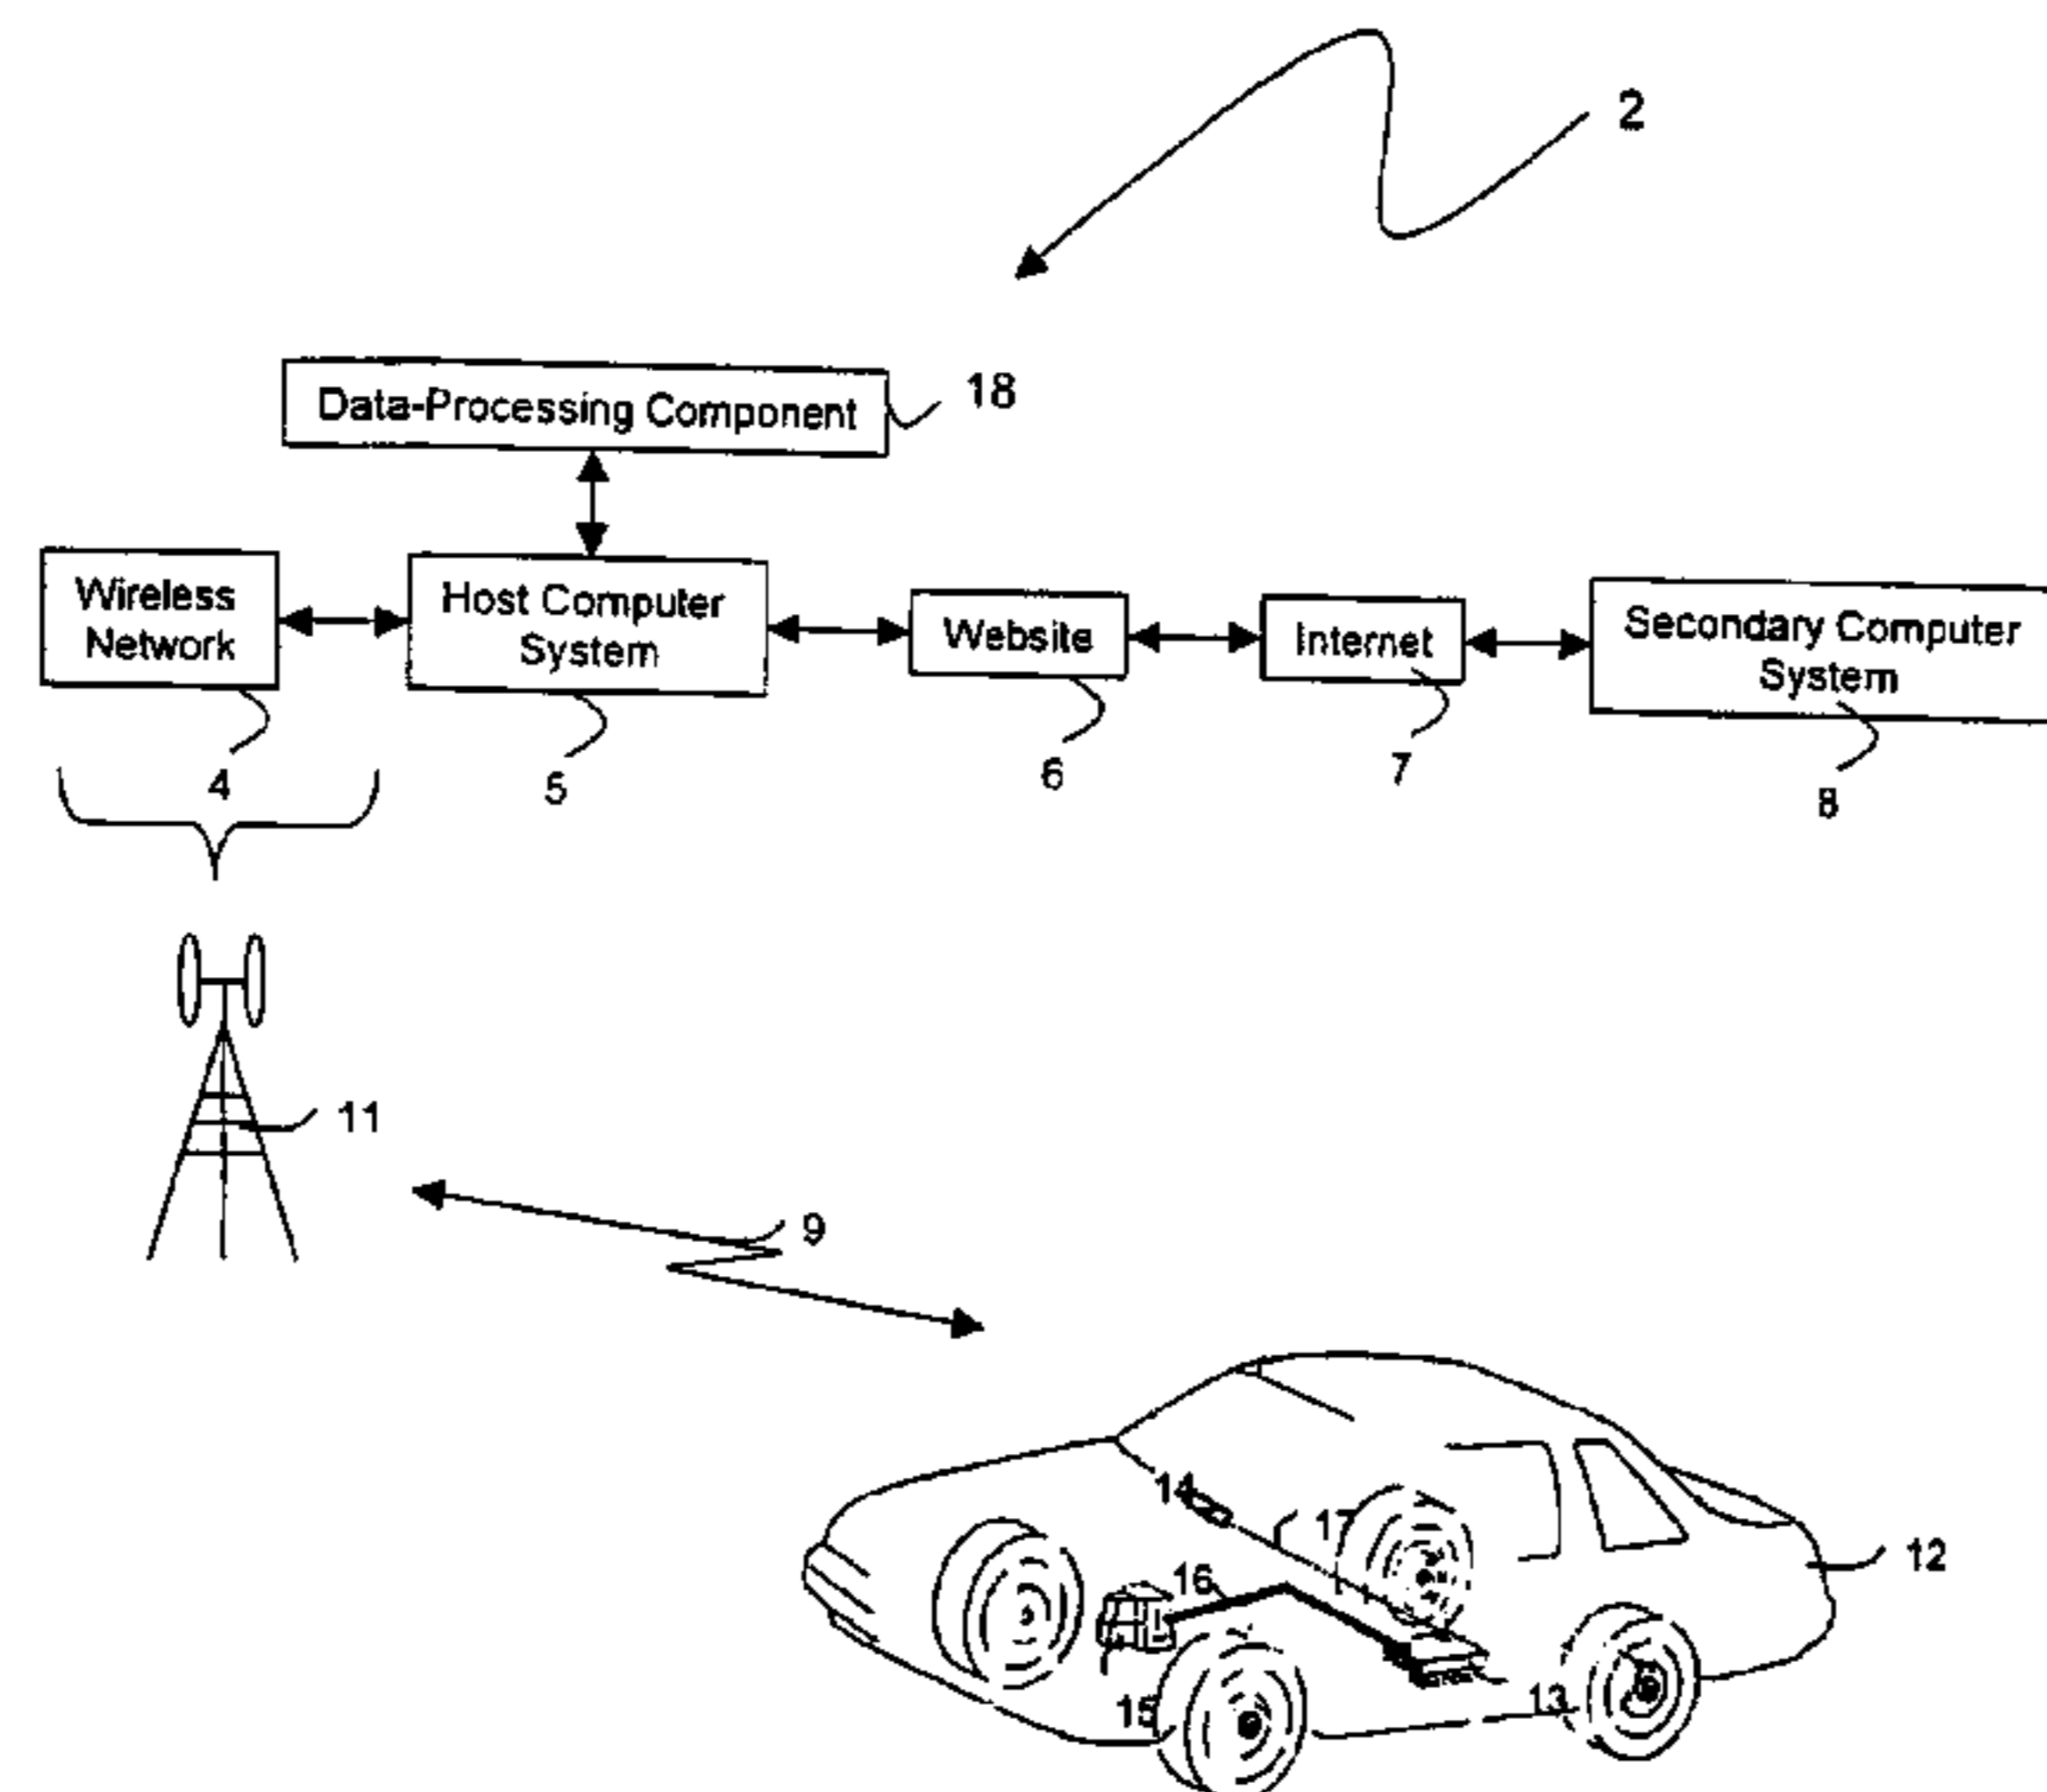 2
Data-Processing Component
18
Wireless
Network
Host Computer
System
Website
Internet
Secondary Computer
System
4
5
6
7
8
11
9
14
17
12
16
15
13